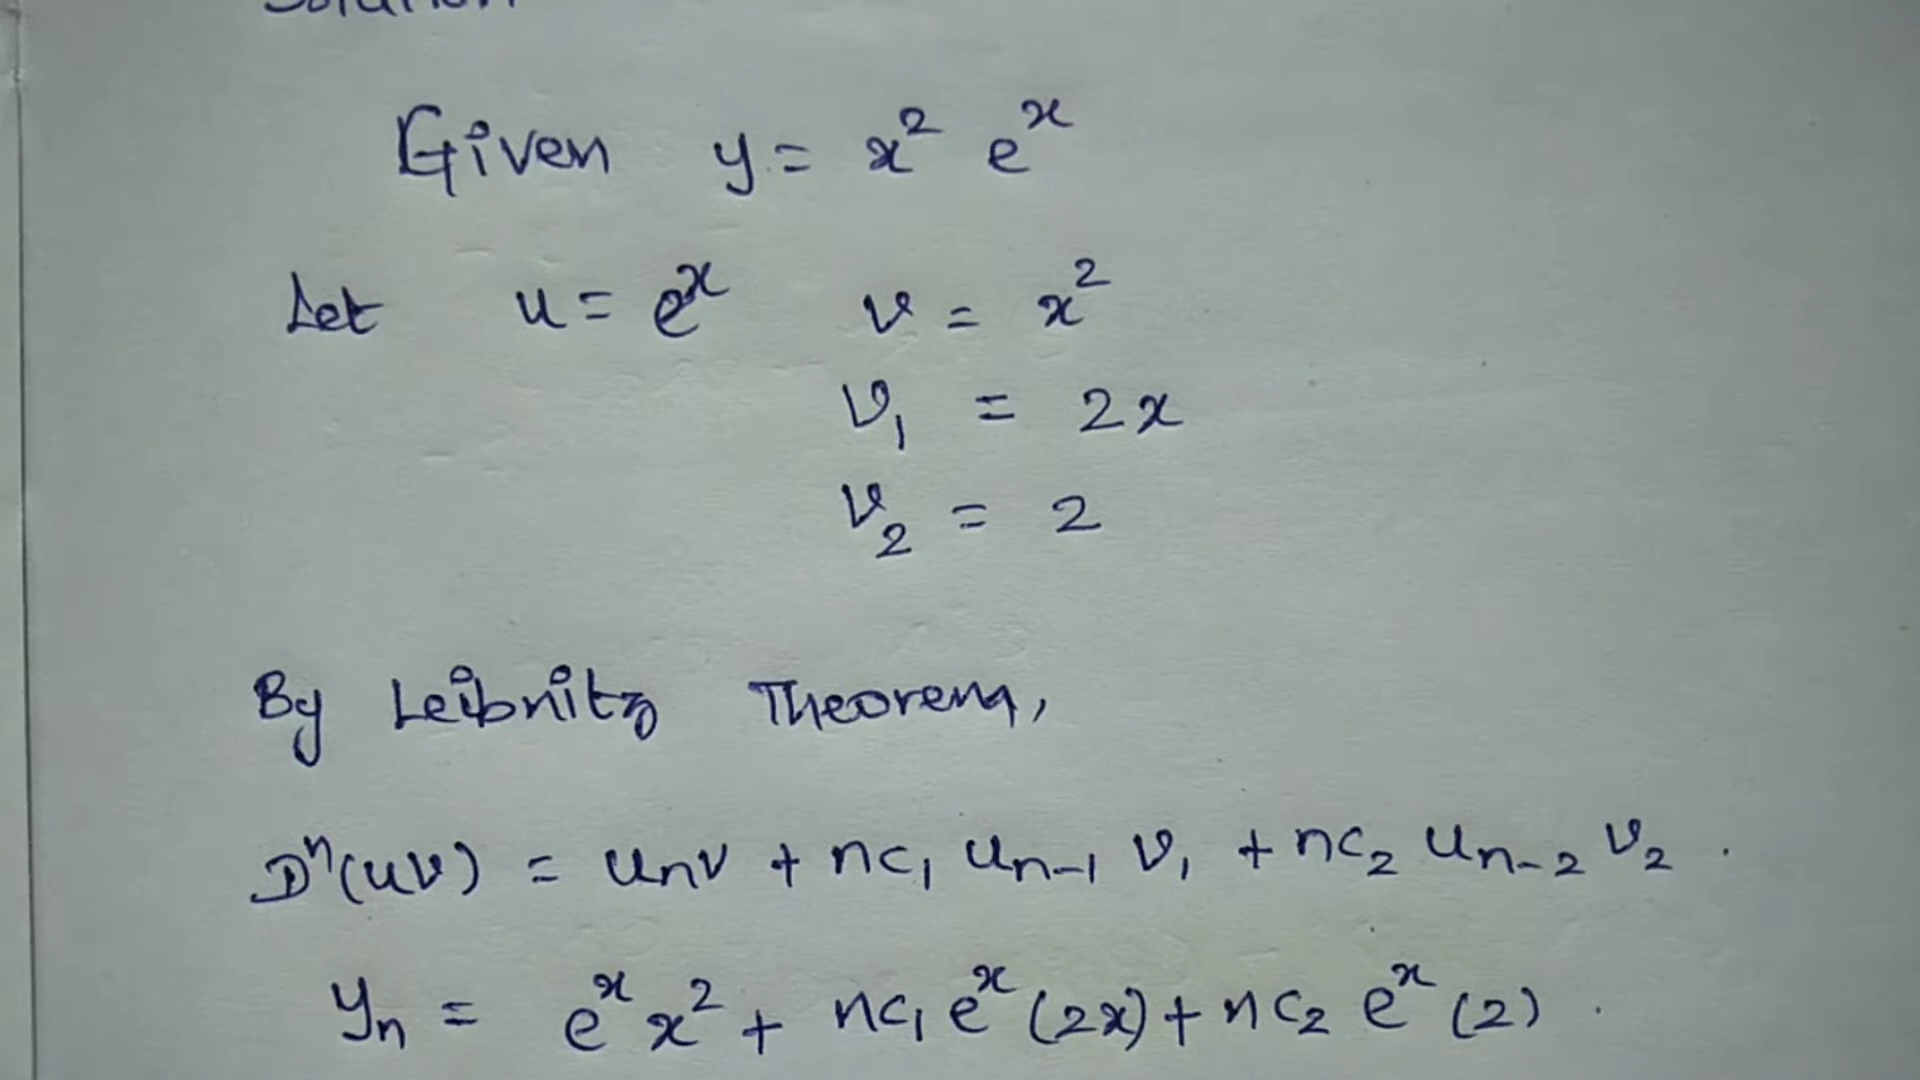 Solution
Given y = x² eˣ
Let u = eˣ v = x²
v₁ = 2x
v₂ = 2
By Leibnitz Theorem,
Dⁿ(uv) = uₙv + nc₁ uₙ₋₁ v₁ + nc₂ uₙ₋₂ v₂ .
yₙ = eˣ x² + nc₁ eˣ (2x) + nc₂ eˣ (2) .